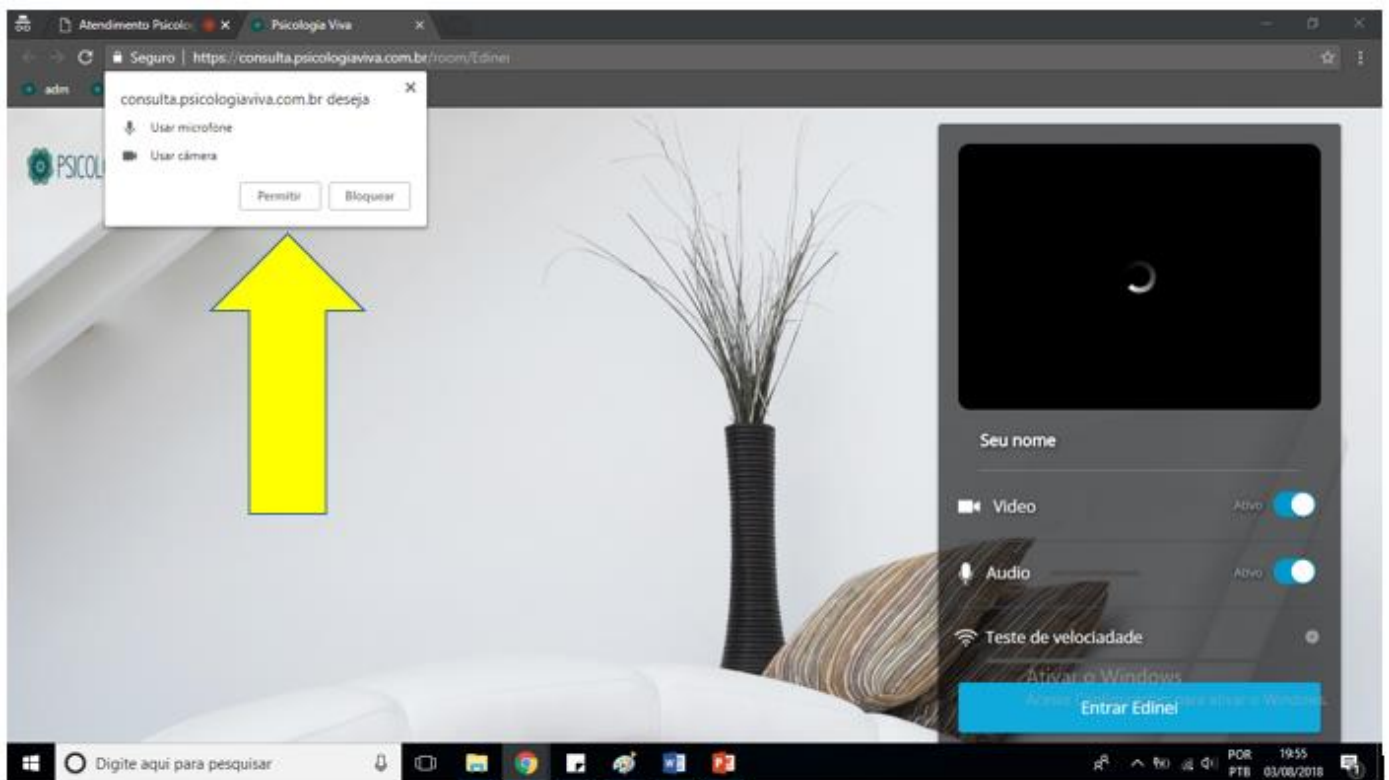 Atendimento Psicolo
Psicologia Viva
Seguro | https://consulta.psicologiaviva.com.br/room/Edinei
adm
consulta.psicologiaviva.com.br deseja
Usar microfone
Usar câmera
Permitir
Bloquear
PSICOL
Seu nome
Video
Ativo
Audio
Ativo
Teste de velociadade
Ativar o Windows
Entrar Edinei
Digite aqui para pesquisar
POR
PTB
19:55
03/08/2018